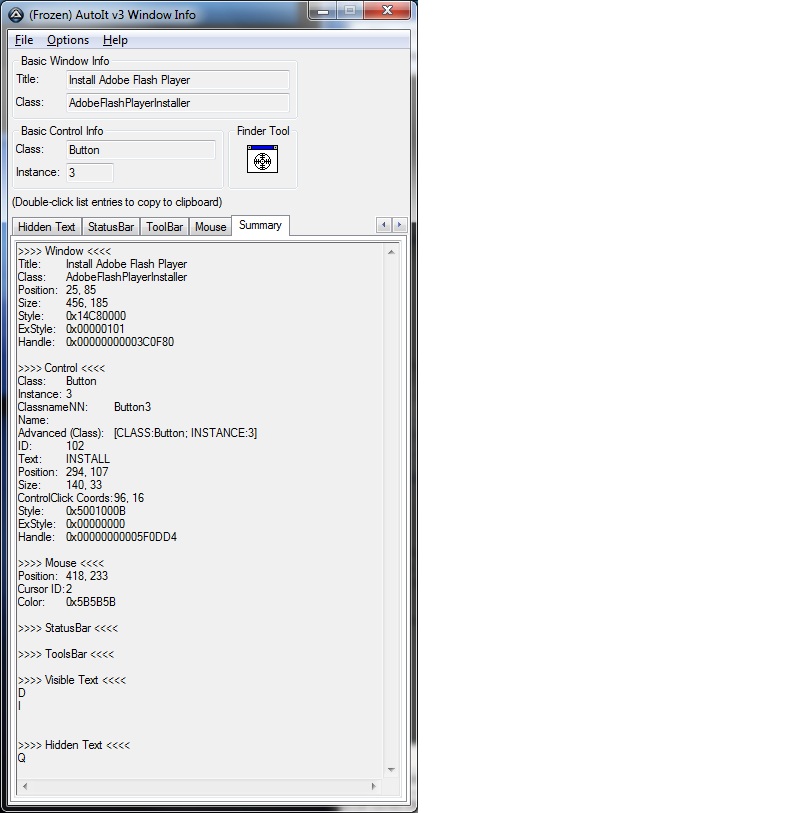 (Frozen) AutoIt v3 Window Info
File Options Help
Basic Window Info
Title: Install Adobe Flash Player
Class: AdobeFlashPlayerInstaller
Basic Control Info
Finder Tool
Class: Button
Instance: 3
(Double-click list entries to copy to clipboard)
Hidden Text StatusBar ToolBar Mouse Summary
>>>> Window <<<<
Title: Install Adobe Flash Player
Class: AdobeFlashPlayerInstaller
Position: 25, 85
Size: 456, 185
Style: 0x14C80000
ExStyle: 0x00000101
Handle: 0x00000000003C0F80
>>>> Control <<<<
Class: Button
Instance: 3
ClassnameNN: Button3
Name:
Advanced (Class): [CLASS:Button; INSTANCE:3]
ID: 102
Text: INSTALL
Position: 294, 107
Size: 140, 33
ControlClick Coords: 96, 16
Style: 0x5001000B
ExStyle: 0x00000000
Handle: 0x00000000005F0DD4
>>>> Mouse <<<<
Position: 418, 233
Cursor ID: 2
Color: 0x5B5B5B
>>>> StatusBar <<<<
>>>> ToolsBar <<<<
>>>> Visible Text <<<<
D
I
>>>> Hidden Text <<<<
Q